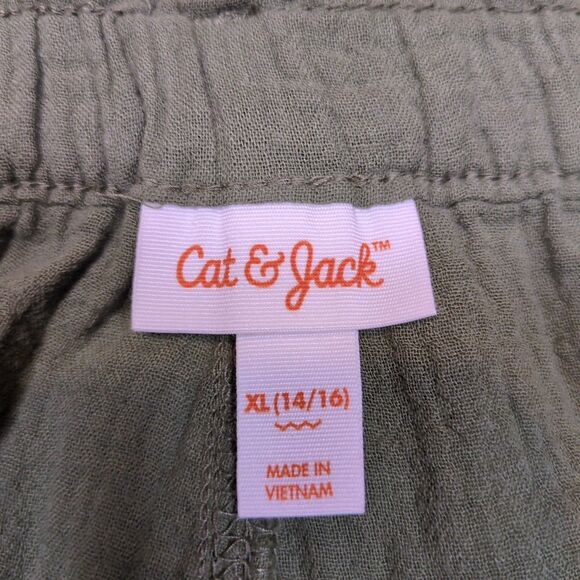 Cat & Jack™
XL (14/16)
MADE IN
VIETNAM